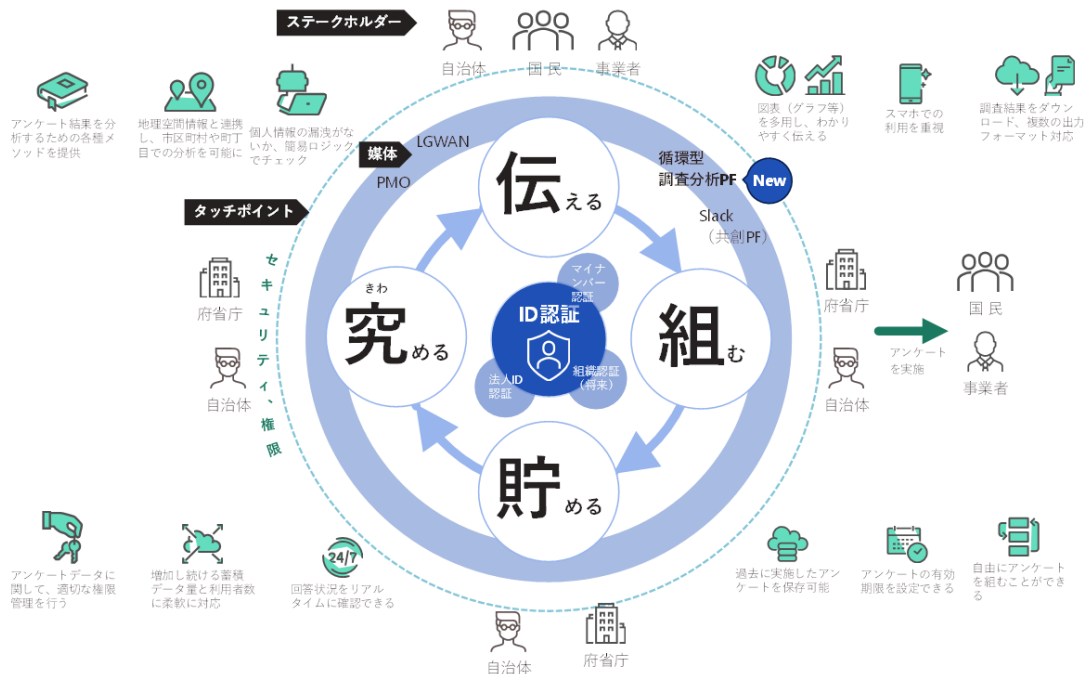 ステークホルダー
自治体
国民
事業者
アンケート結果を分
析するための各種メ
ソッドを提供
地理空間情報と連携
し、市区町村や町丁
目での分析を可能に
個人情報の漏洩がな
いか、簡易ロジック
でチェック
図表（グラフ等）
を多用し、わかり
やすく伝える
スマホでの
利用を重視
調査結果をダウン
ロード、複数の出力
フォーマット対応
媒体
LGWAN
PMO
タッチポイント
循環型
調査分析PF
New
Slack
（共創PF）
伝える
セキュリティ、権限
府省庁
自治体
きわ
究める
マイナ
ンバー
認証
ID認証
法人ID
認証
組織認証
（将来）
組む
府省庁
自治体
アンケート
を実施
国民
事業者
貯める
アンケートデータに
関して、適切な権限
管理を行う
増加し続ける蓄積
データ量と利用者数
に柔軟に対応
24/7
回答状況をリアル
タイムに確認できる
過去に実施したアン
ケートを保存可能
アンケートの有効
期限を設定できる
自由にアンケート
を組むことができ
る
自治体
府省庁